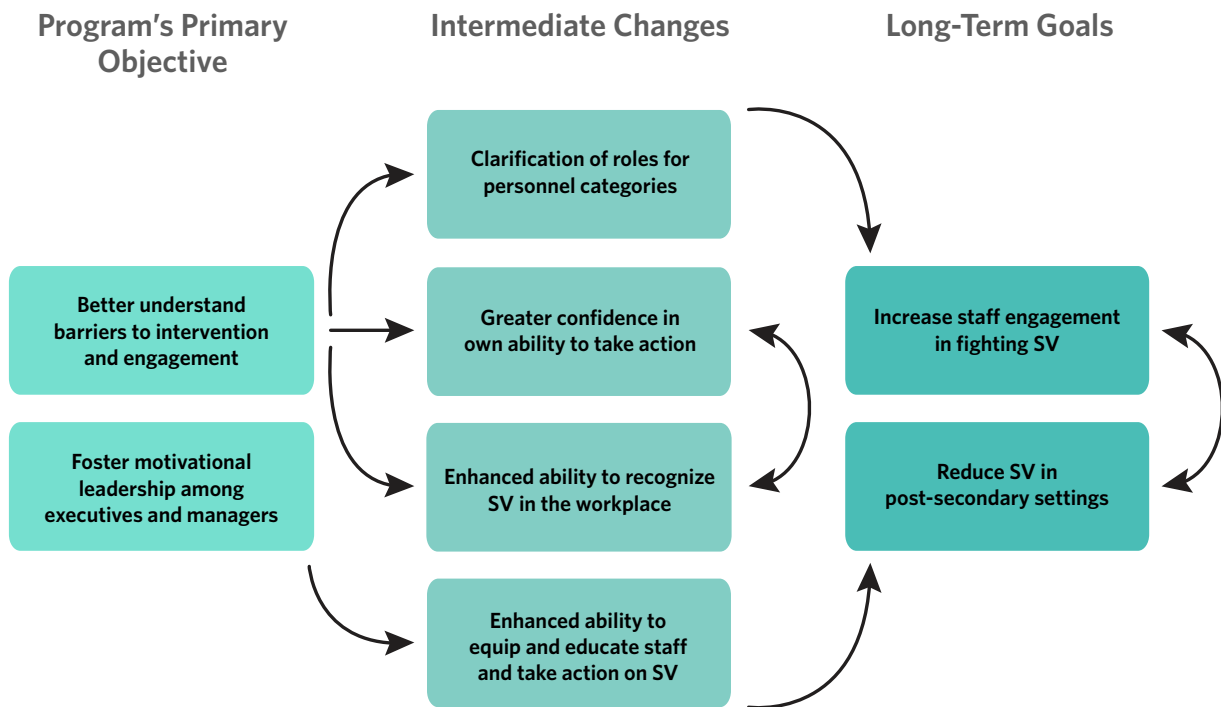 Program’s Primary
Objective
Intermediate Changes
Long-Term Goals
Clarification of roles for
personnel categories
Better understand
barriers to intervention
and engagement
Greater confidence in
own ability to take action
Increase staff engagement
in fighting SV
Foster motivational
leadership among
executives and managers
Enhanced ability to recognize
SV in the workplace
Reduce SV in
post-secondary settings
Enhanced ability to
equip and educate staff
and take action on SV